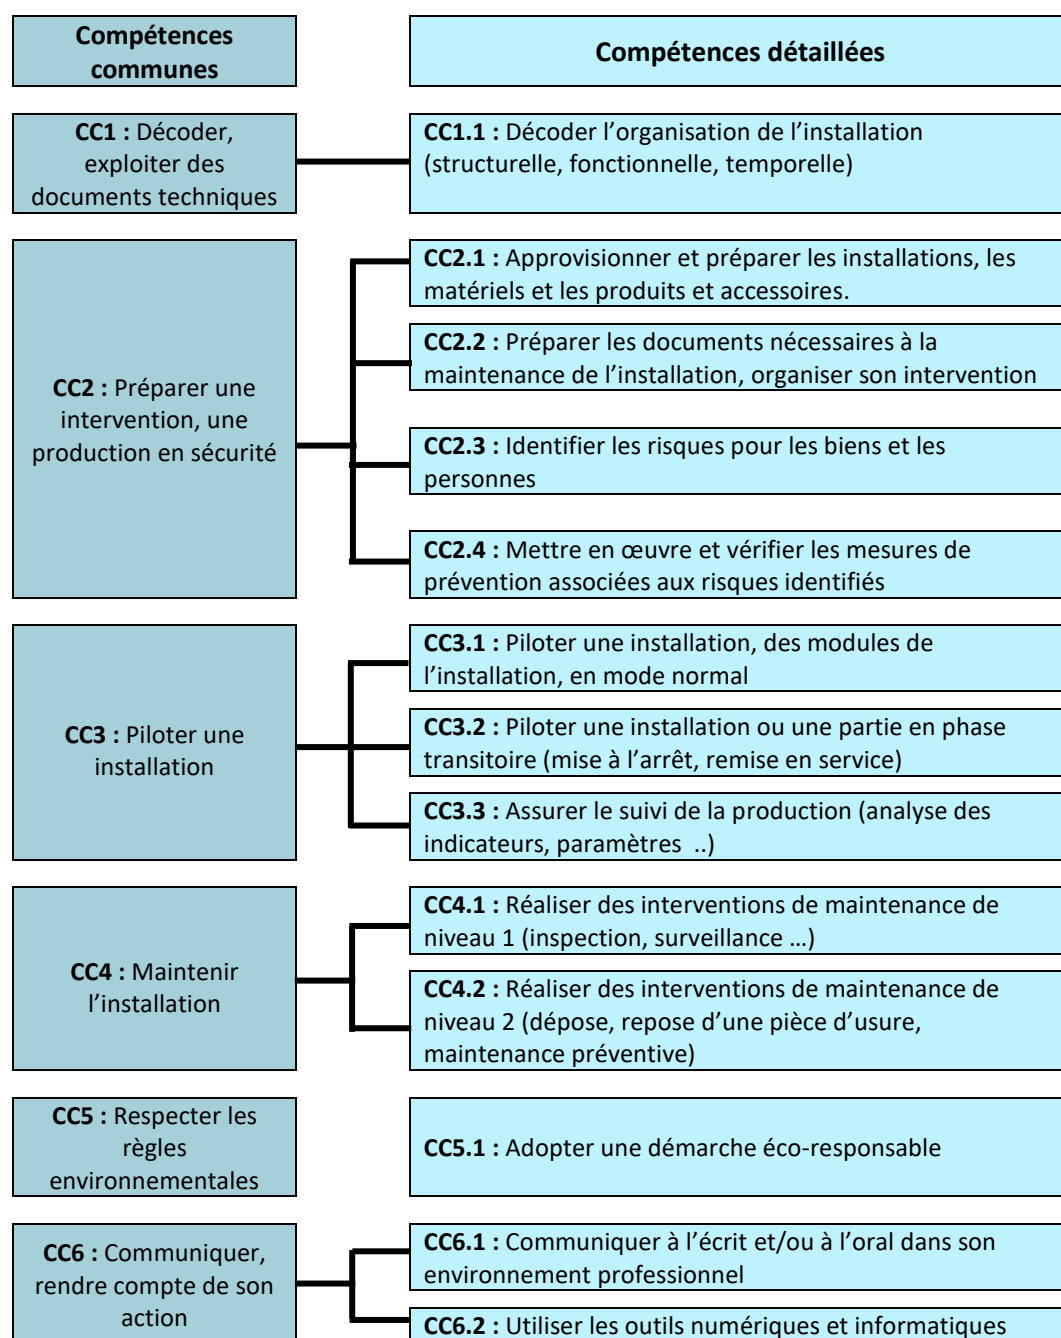 Compétences
communes
Compétences détaillées
CC1 : Décoder,
exploiter des
documents techniques
CC1.1 : Décoder l’organisation de l’installation
(structurelle, fonctionnelle, temporelle)
CC2 : Préparer une
intervention, une
production en sécurité
CC2.1 : Approvisionner et préparer les installations, les
matériels et les produits et accessoires.
CC2.2 : Préparer les documents nécessaires à la
maintenance de l’installation, organiser son intervention
CC2.3 : Identifier les risques pour les biens et les
personnes
CC2.4 : Mettre en œuvre et vérifier les mesures de
prévention associées aux risques identifiés
CC3 : Piloter une
installation
CC3.1 : Piloter une installation, des modules de
l’installation, en mode normal
CC3.2 : Piloter une installation ou une partie en phase
transitoire (mise à l’arrêt, remise en service)
CC3.3 : Assurer le suivi de la production (analyse des
indicateurs, paramètres ..)
CC4 : Maintenir
l’installation
CC4.1 : Réaliser des interventions de maintenance de
niveau 1 (inspection, surveillance …)
CC4.2 : Réaliser des interventions de maintenance de
niveau 2 (dépose, repose d’une pièce d’usure,
maintenance préventive)
CC5 : Respecter les
règles
environnementales
CC5.1 : Adopter une démarche éco-responsable
CC6 : Communiquer,
rendre compte de son
action
CC6.1 : Communiquer à l’écrit et/ou à l’oral dans son
environnement professionnel
CC6.2 : Utiliser les outils numériques et informatiques